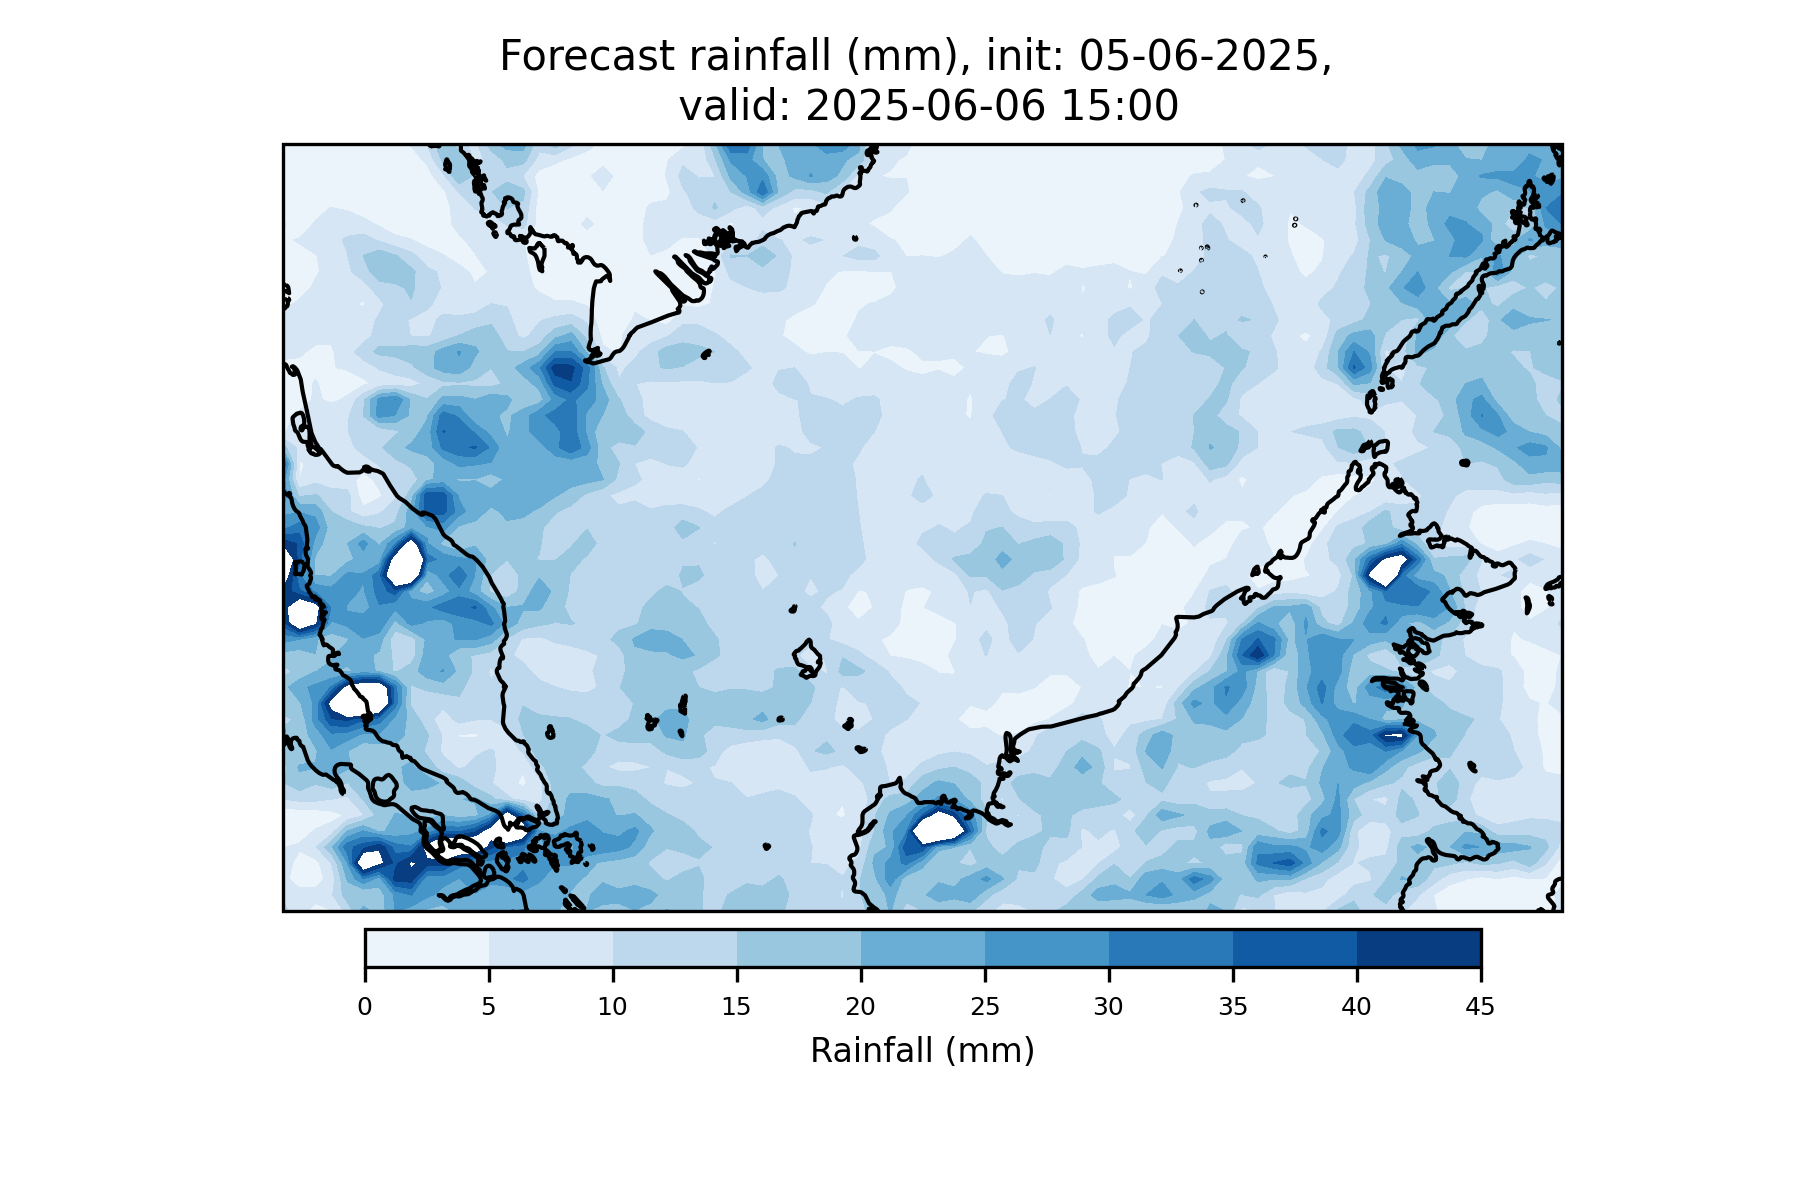 Forecast rainfall (mm), init: 05-06-2025,
valid: 2025-06-06 15:00
0 5 10 15 20 25 30 35 40 45
Rainfall (mm)